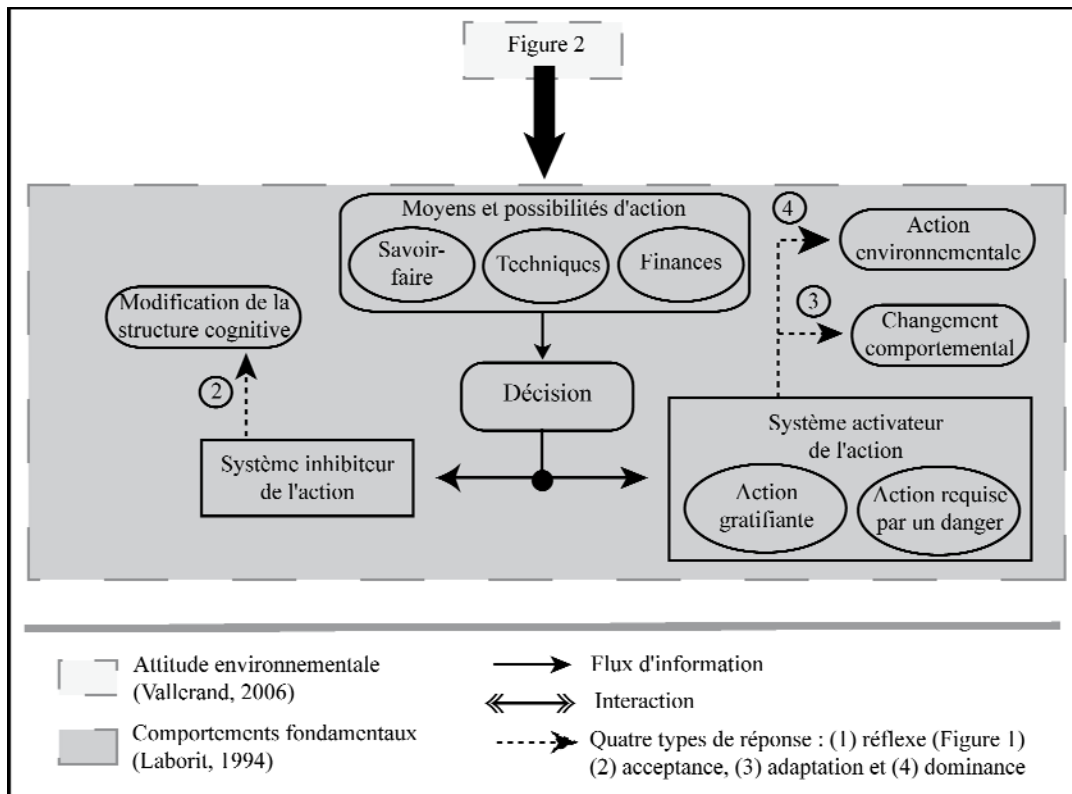 Figure 2
Moyens et possibilités d'action
Savoir-
faire
Techniques
Finances
4
Action
environnementale
3
Changement
comportemental
Modification de la
structure cognitive
2
Décision
Système inhibiteur
de l'action
Système activateur
de l'action
Action
gratifiante
Action requise
par un danger
Attitude environnementale
(Vallerand, 2006)
Comportements fondamentaux
(Laborit, 1994)
Flux d'information
Interaction
Quatre types de réponse : (1) réflexe (Figure 1)
(2) acceptance, (3) adaptation et (4) dominance